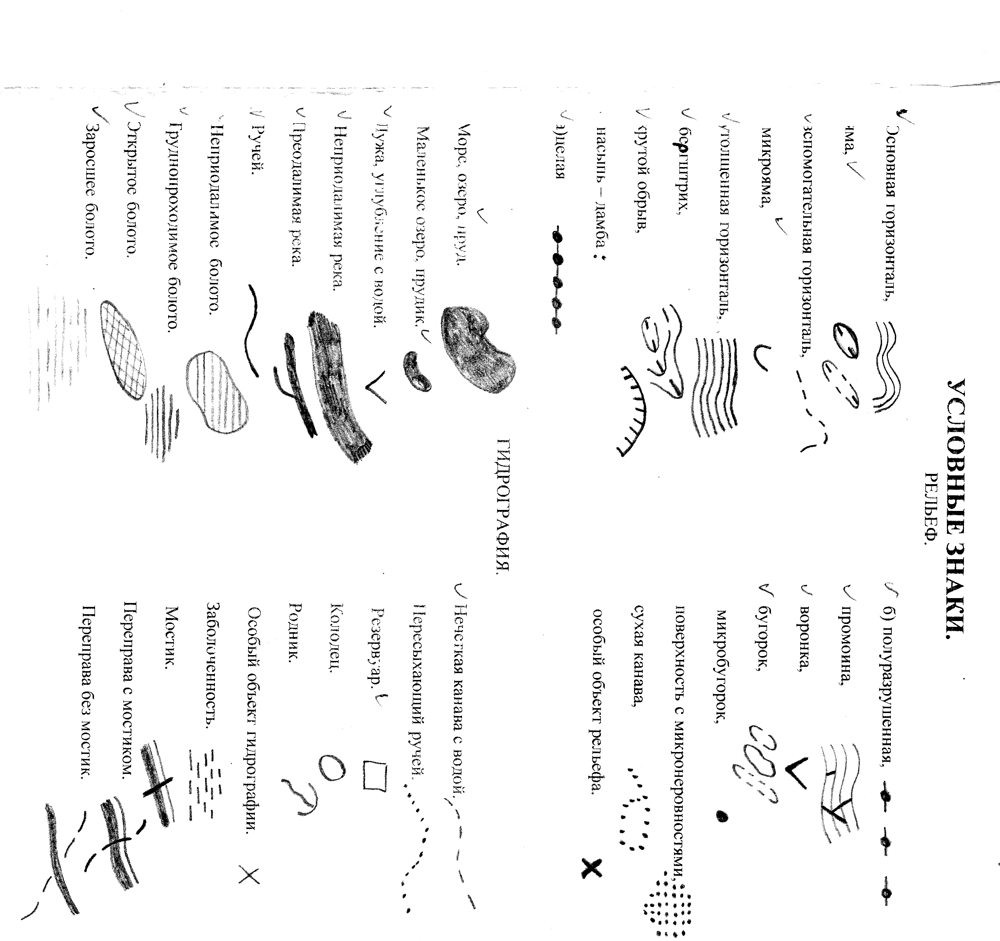 УСЛОВНЫЕ ЗНАКИ.
РЕЛЬЕФ.
Основная горизонталь,
яма,
вспомогательная горизонталь,
микрояма,
утолщенная горизонталь,
бергштрих,
крутой обрыв,
насыпь – дамба :
а)целая
б) полуразрушенная,
промоина,
воронка,
бугорок,
микробугорок,
поверхность с микронеровностями,
сухая канава,
особый объект рельефа.
ГИДРОГРАФИЯ.
Море, озеро, пруд.
Маленькое озеро, прудик.
Лужа, углубление с водой.
Неприодалимая река.
Преодалимая река.
Ручей.
Неприодалимое болото.
Труднопроходимое болото.
Открытое болото.
Заросшее болото.
Нечеткая канава с водой.
Пересыхающий ручей.
Резервуар.
Колодец.
Родник.
Особый объект гидрографии.
Заболоченность.
Мостик.
Переправа с мостиком.
Переправа без мостик.